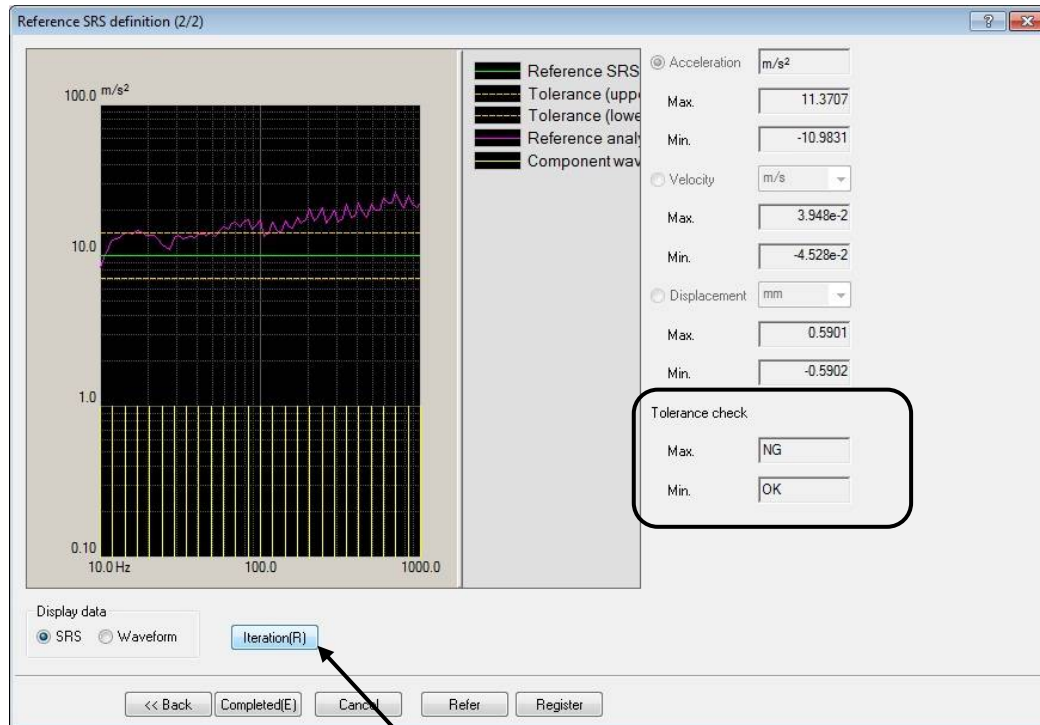 Reference SRS definition (2/2)
100.0 m/s²
10.0
1.0
0.10
10.0 Hz 100.0 1000.0
Reference SRS
Tolerance (uppe
Tolerance (lowe
Reference analy
Component wav
Acceleration m/s²
Max. 11.3707
Min. -10.9831
Velocity m/s
Max. 3.948e-2
Min. -4.528e-2
Displacement mm
Max. 0.5901
Min. -0.5902
Tolerance check
Max. NG
Min. OK
Display data
SRS Waveform Iteration(R)
<< Back Completed(E) Cancel Refer Register